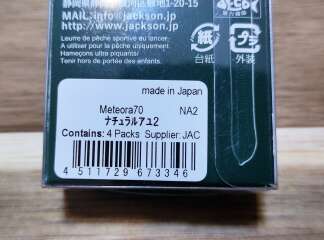 MAIL:info@jackson.jp
http://www.jackson.jp
Leurre de pêche sportive au lancer.
A utiliser pour la pêche uniquement.
Hameçons ultra piquants!
Tenir hors de portée des enfants.
紙
台紙
プラ
外装
made in Japan
Meteora70 NA2
ナチュラルアユ2
Contains: 4 Packs Supplier: JAC
4 511729 673346